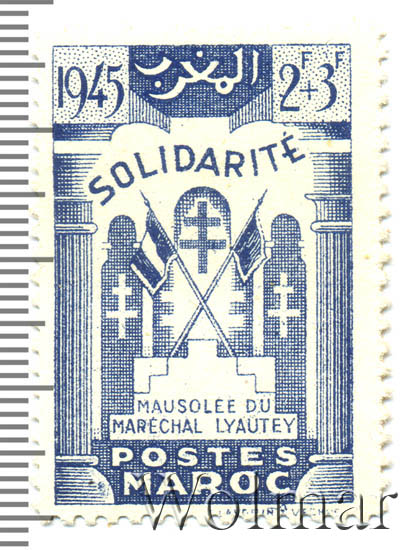 1945 المغرب 2F+3F
SOLIDARITÉ
MAUSOLÉE DU
MARÉCHAL LYAUTEY
POSTES
MAROC
Wolmar